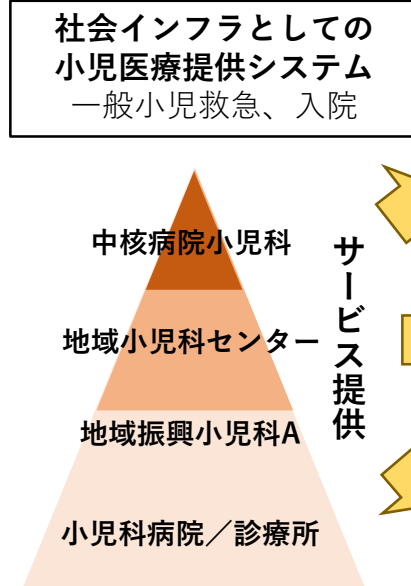 社会インフラとしての
小児医療提供システム
一般小児救急、入院
中核病院小児科
地域小児科センター
地域振興小児科A
小児科病院／診療所
サービス提供